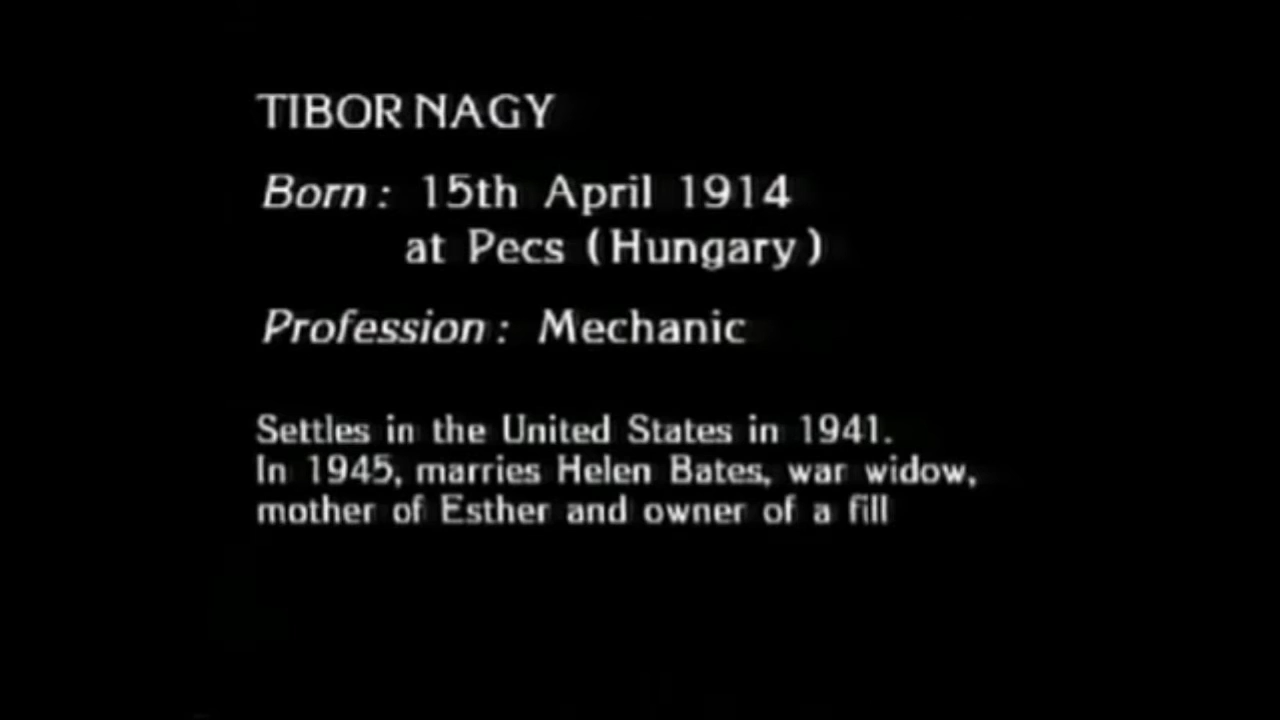 TIBOR NAGY
Born: 15th April 1914
at Pecs (Hungary)
Profession: Mechanic
Settles in the United States in 1941.
In 1945, marries Helen Bates, war widow,
mother of Esther and owner of a fill